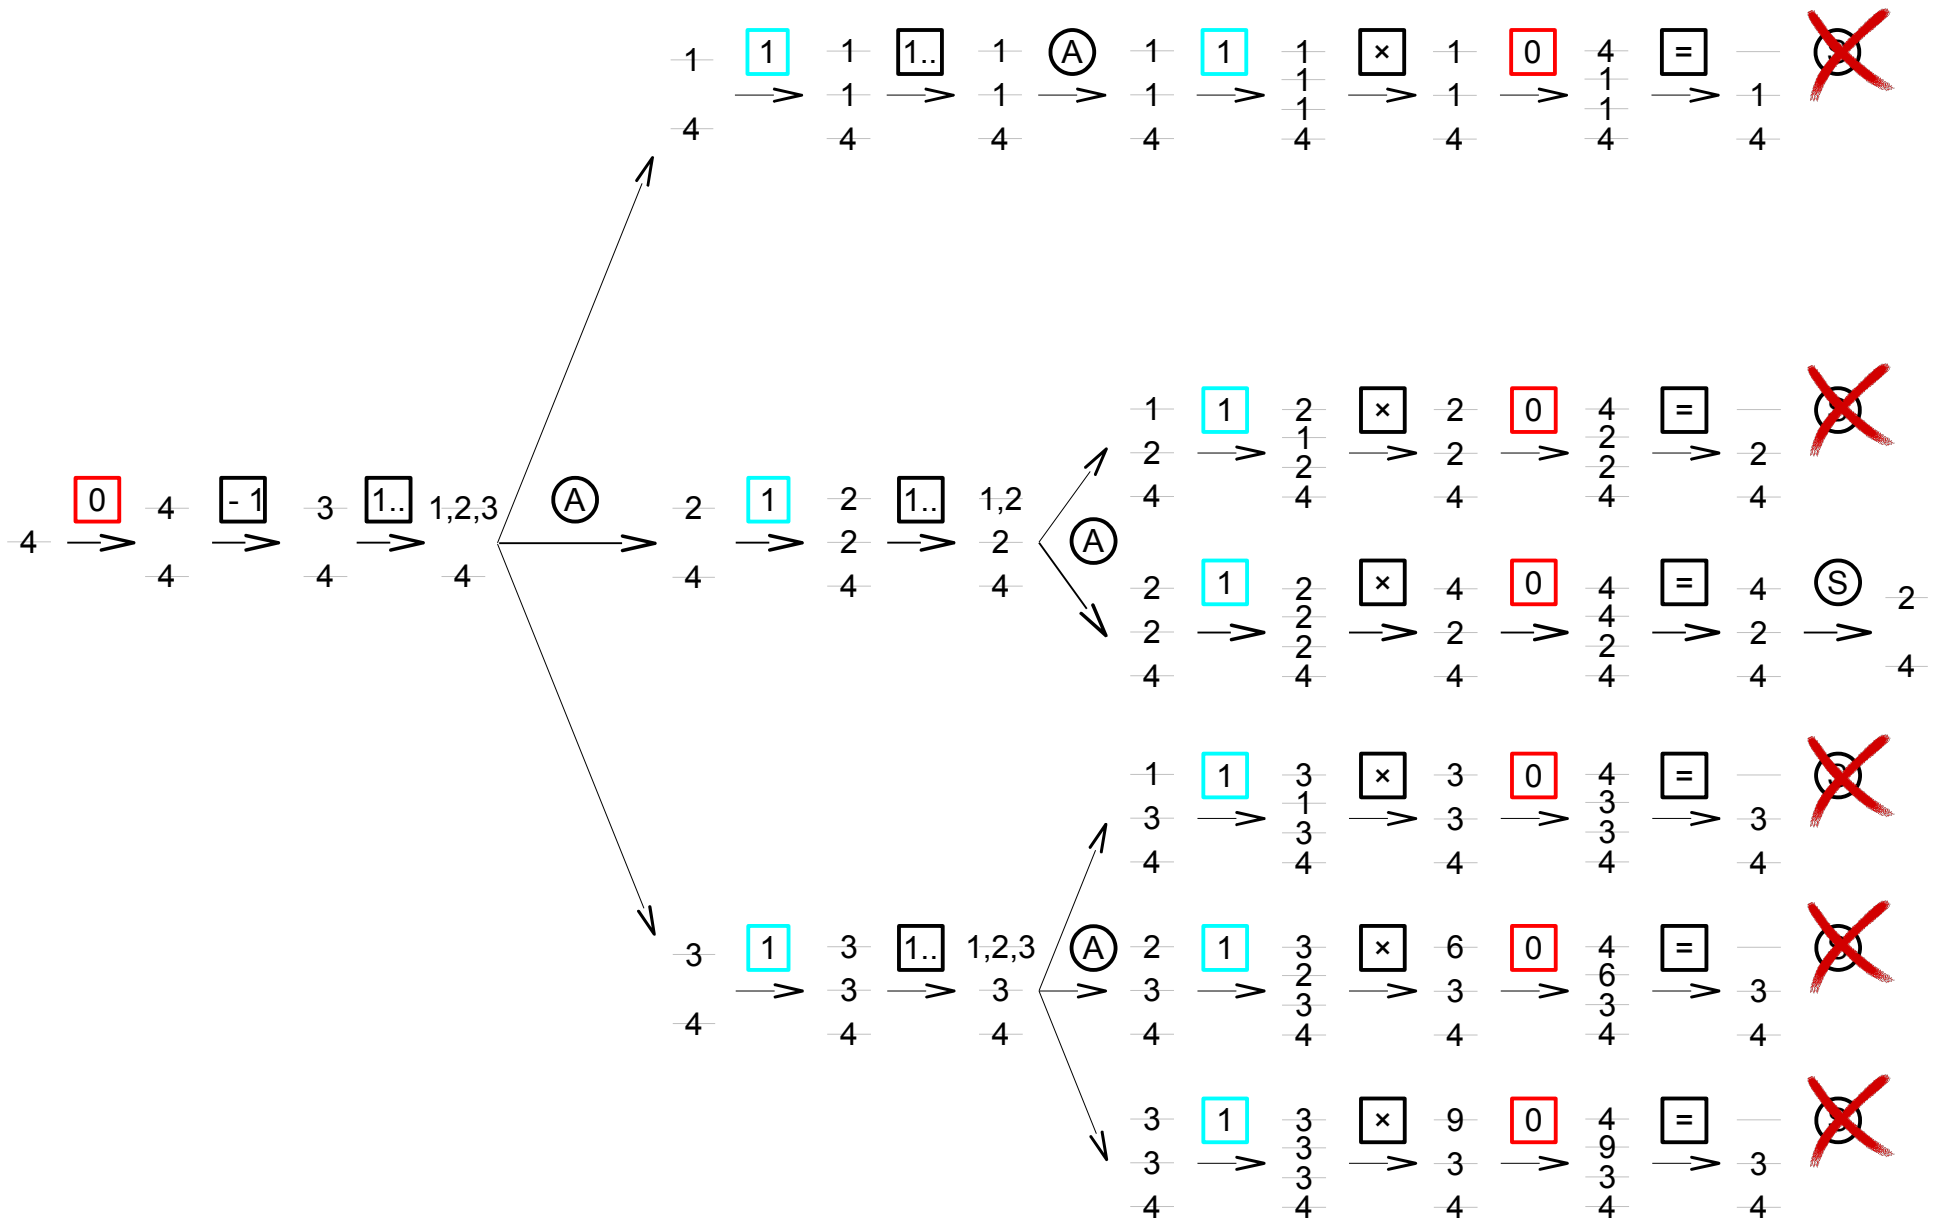 1 1 1 1.. 1 A 1 1 1 × 1 0 4 =
1 1
1 1 1 1 1
4 4 4 4 4 4 4 4
1 1 2 × 2 0 4 =
2 1 2 2 2
2 2
4 4 4 4 4
0 4 - 1 3 1.. 1,2,3 A 2 1 2 1.. 1,2
4 2 2 A
4 4 4 4 4 4
2 1 2 × 4 0 4 = 4 S 2
2 4
2 2 2 2
2 2
4 4 4 4 4 4
1 1 3 × 3 0 4 =
3 1 3 3 3
3 3
4 4 4 4 4
3 1 3 1.. 1,2,3 A 2 1 3 × 6 0 4 =
2 6
3 3 3 3 3
3 3
4 4 4 4 4 4 4 4
3 1 3 × 9 0 4 =
3 9
3 3 3
3 3
4 4 4 4 4